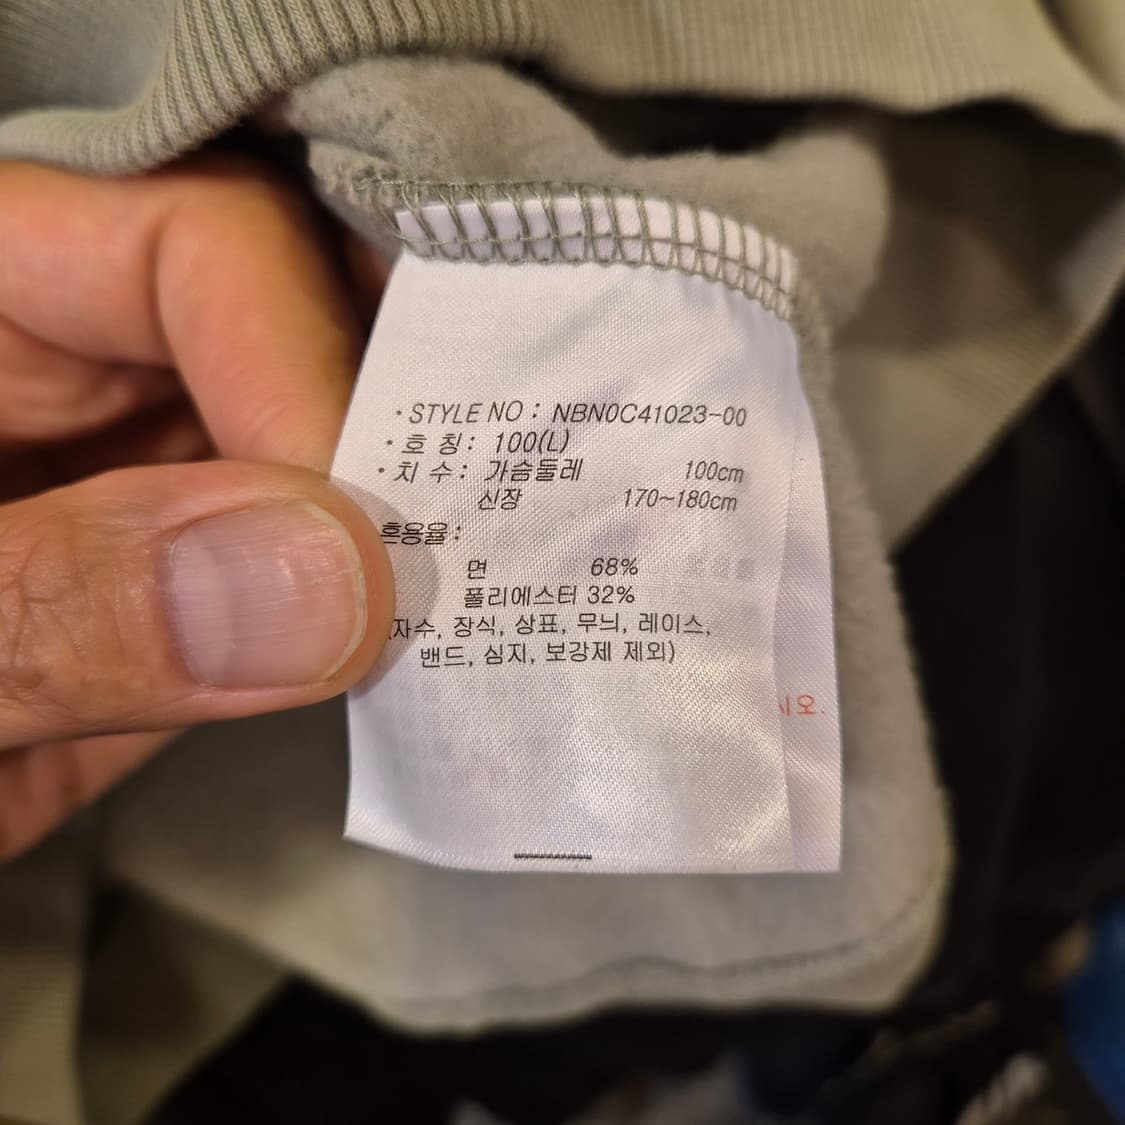 · STYLE NO : NBN0C41023-00
· 호 칭 : 100(L)
· 치 수 : 가슴둘레 100cm
신장 170~180cm
혼용율 :
면 68%
폴리에스터 32%
(자수, 장식, 상표, 무늬, 레이스,
밴드, 심지, 보강제 제외)
시오.